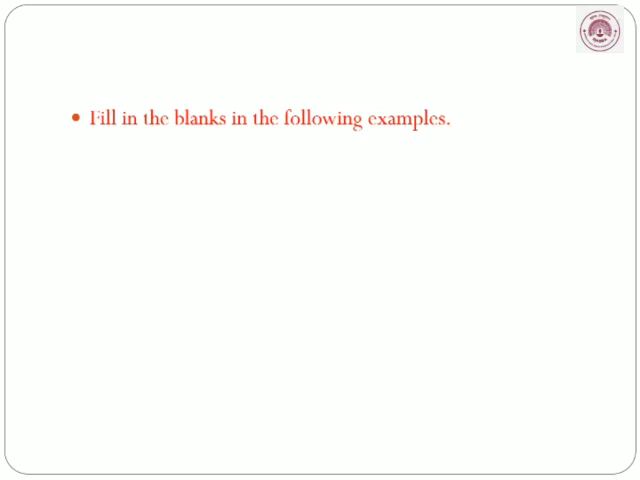 Fill in the blanks in the following examples.